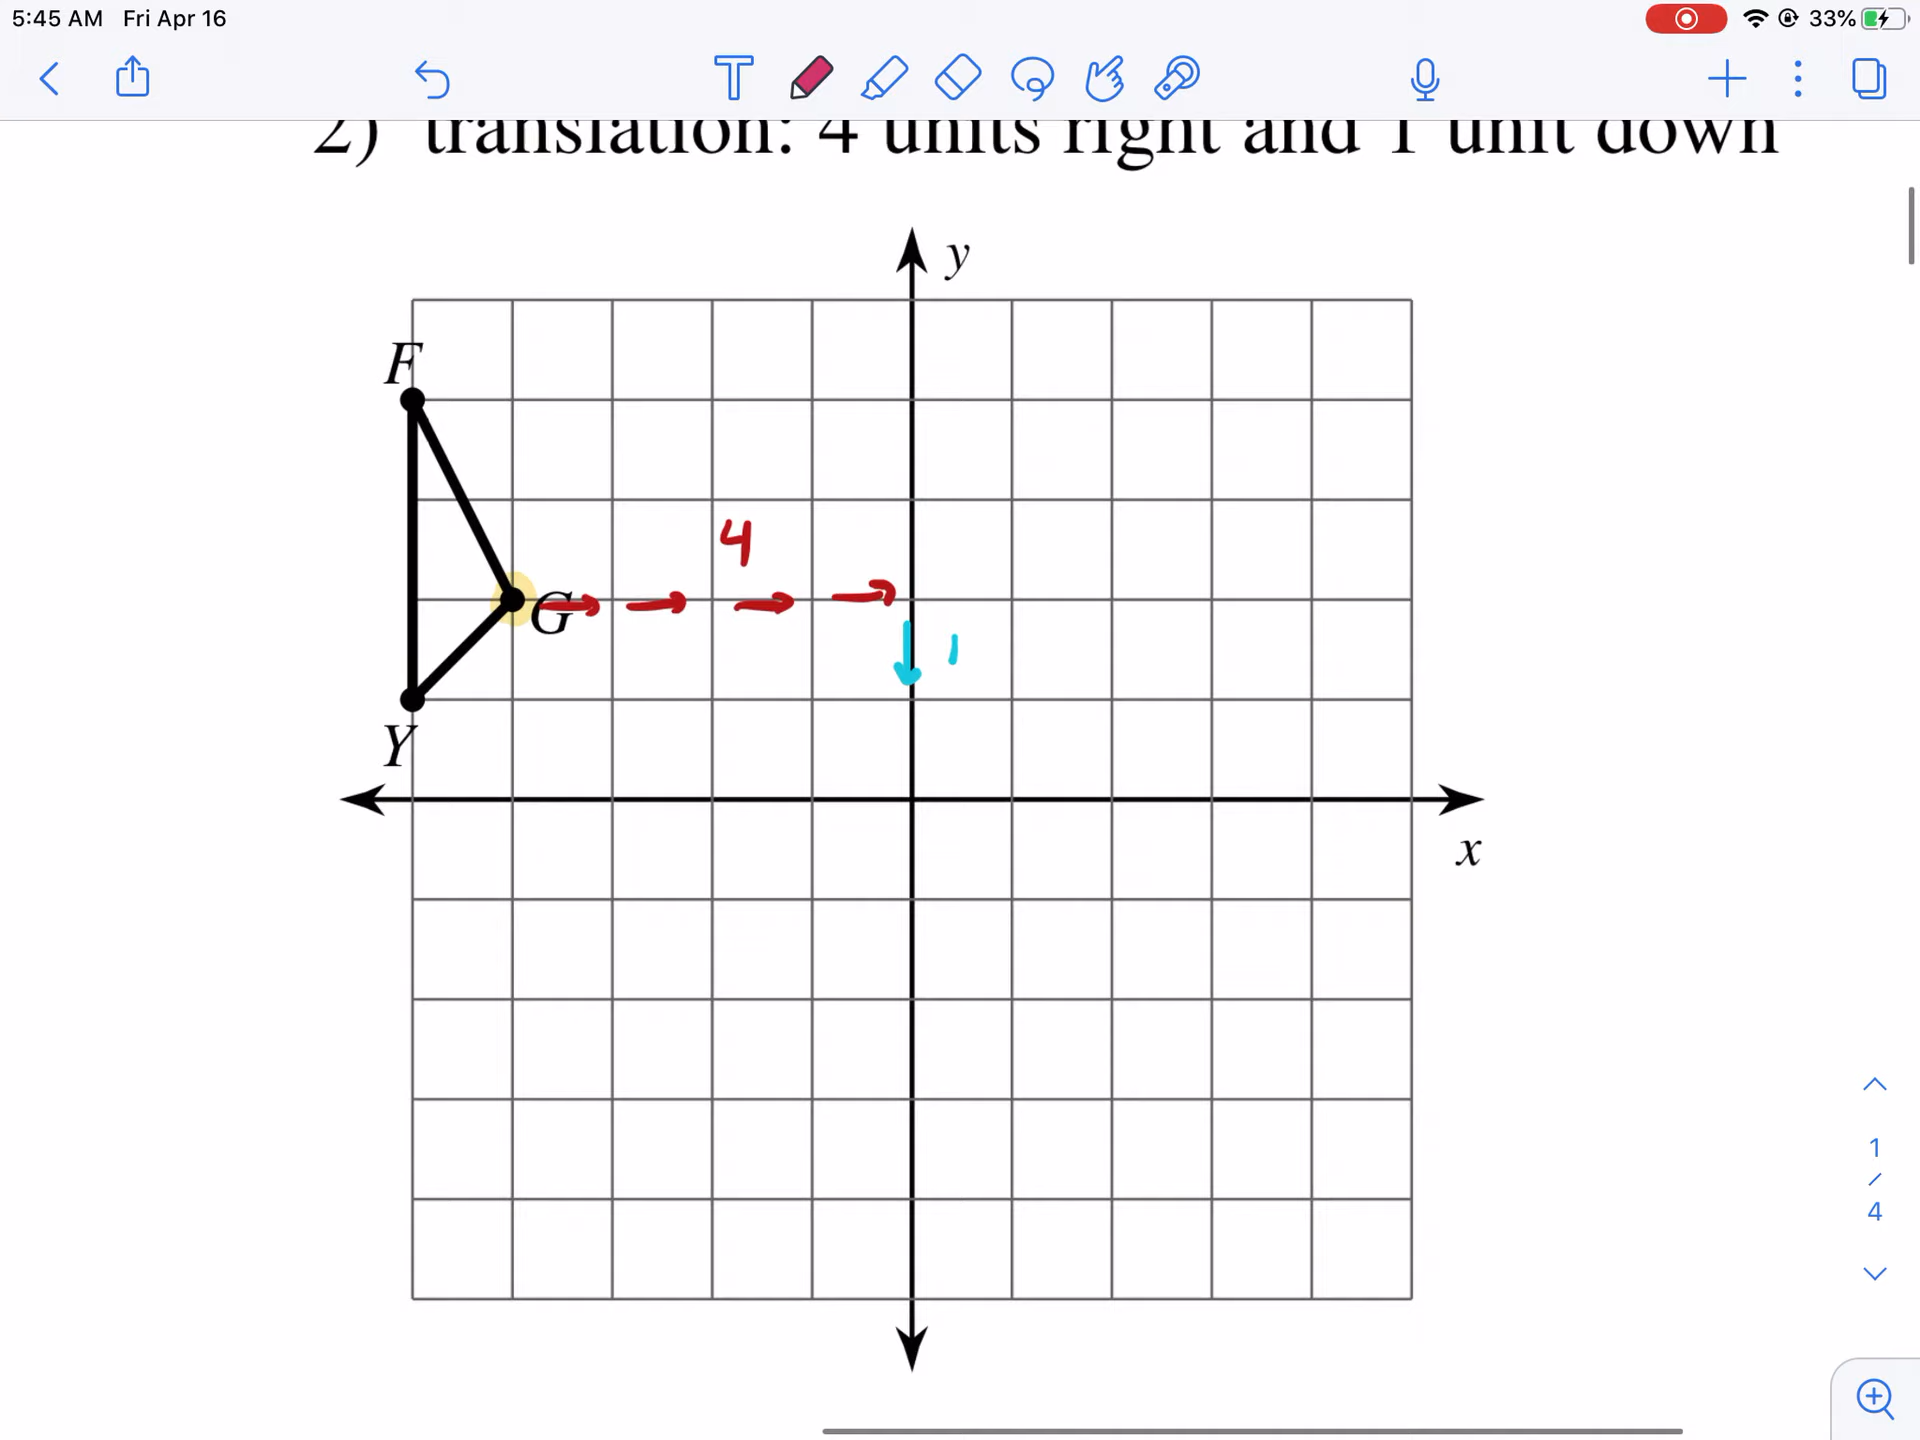 5:45 AM Fri Apr 16
33%
T
2) translation: 4 units right and 1 unit down
y
F
4
G
1
Y
x
1
/
4